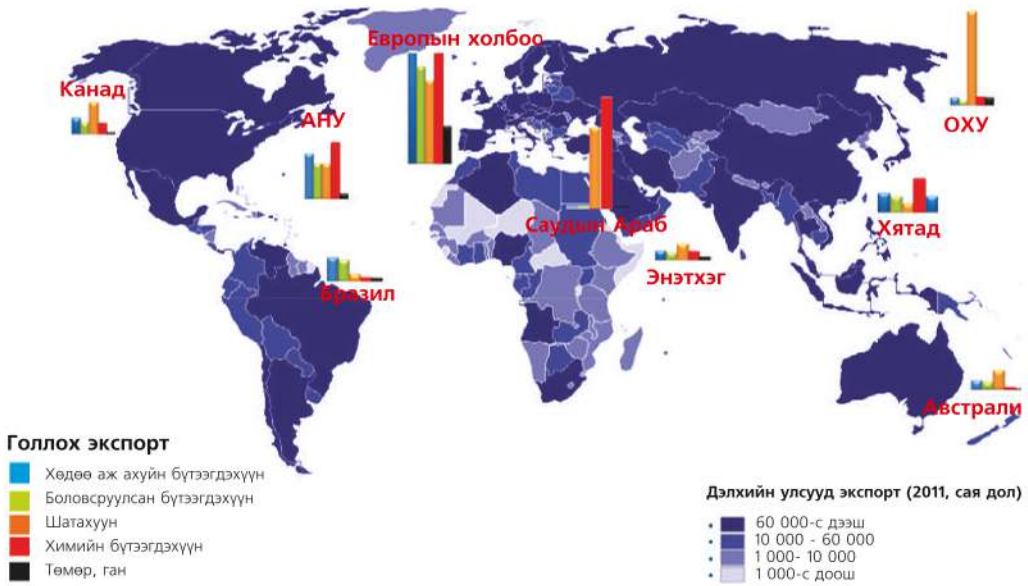 Европын холбоо
Канад
АНУ
ОХУ
Саудын Араб
Хятад
Энэтхэг
Бразил
Австрали
Голлох экспорт
Хөдөө аж ахуйн бүтээгдэхүүн
Боловсруулсан бүтээгдэхүүн
Шатахуун
Химийн бүтээгдэхүүн
Төмөр, ган
Дэлхийн улсууд экспорт (2011, сая дол)
60 000-с дээш
10 000 - 60 000
1 000- 10 000
1 000-с доош